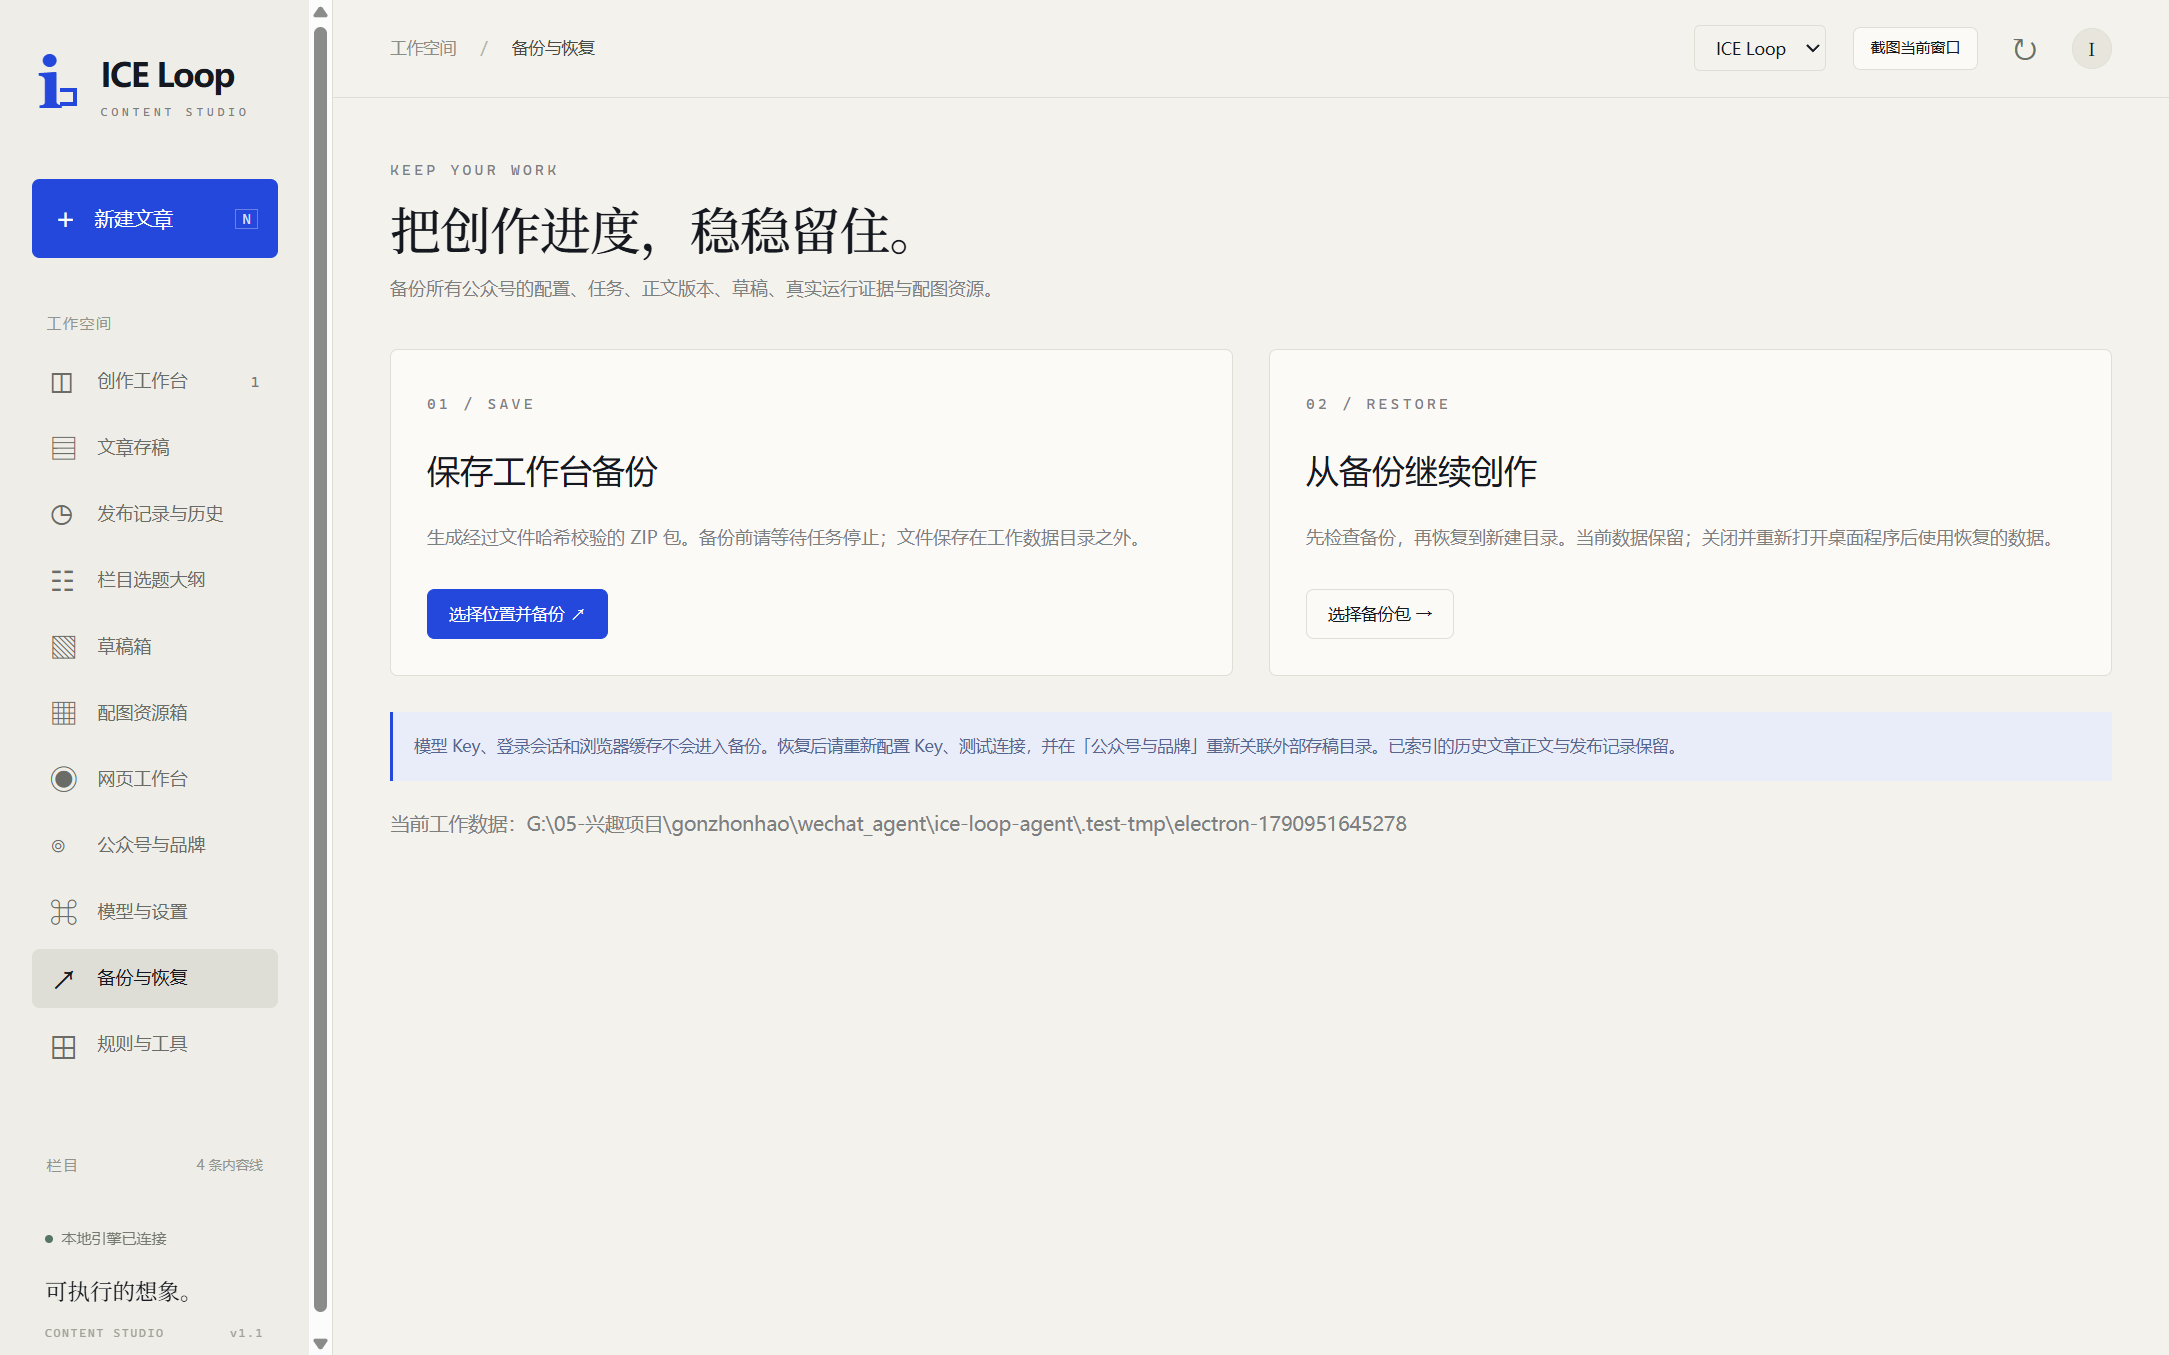 ICE Loop
CONTENT STUDIO
+ 新建文章 N
工作空间
创作工作台 1
文章存稿
发布记录与历史
栏目选题大纲
草稿箱
配图资源箱
网页工作台
公众号与品牌
模型与设置
备份与恢复
规则与工具
栏目 4 条内容线
本地引擎已连接
可执行的想象。
CONTENT STUDIO v1.1
工作空间 / 备份与恢复
ICE Loop 截图当前窗口 I
KEEP YOUR WORK
把创作进度，稳稳留住。
备份所有公众号的配置、任务、正文版本、草稿、真实运行证据与配图资源。
01 / SAVE
保存工作台备份
生成经过文件哈希校验的 ZIP 包。备份前请等待任务停止；文件保存在工作数据目录之外。
选择位置并备份 ↗
02 / RESTORE
从备份继续创作
先检查备份，再恢复到新建目录。当前数据保留；关闭并重新打开桌面程序后使用恢复的数据。
选择备份包 →
模型 Key、登录会话和浏览器缓存不会进入备份。恢复后请重新配置 Key、测试连接，并在「公众号与品牌」重新关联外部存稿目录。已索引的历史文章正文与发布记录保留。
当前工作数据：G:\05-兴趣项目\gonzhonhao\wechat_agent\ice-loop-agent\.test-tmp\electron-1790951645278